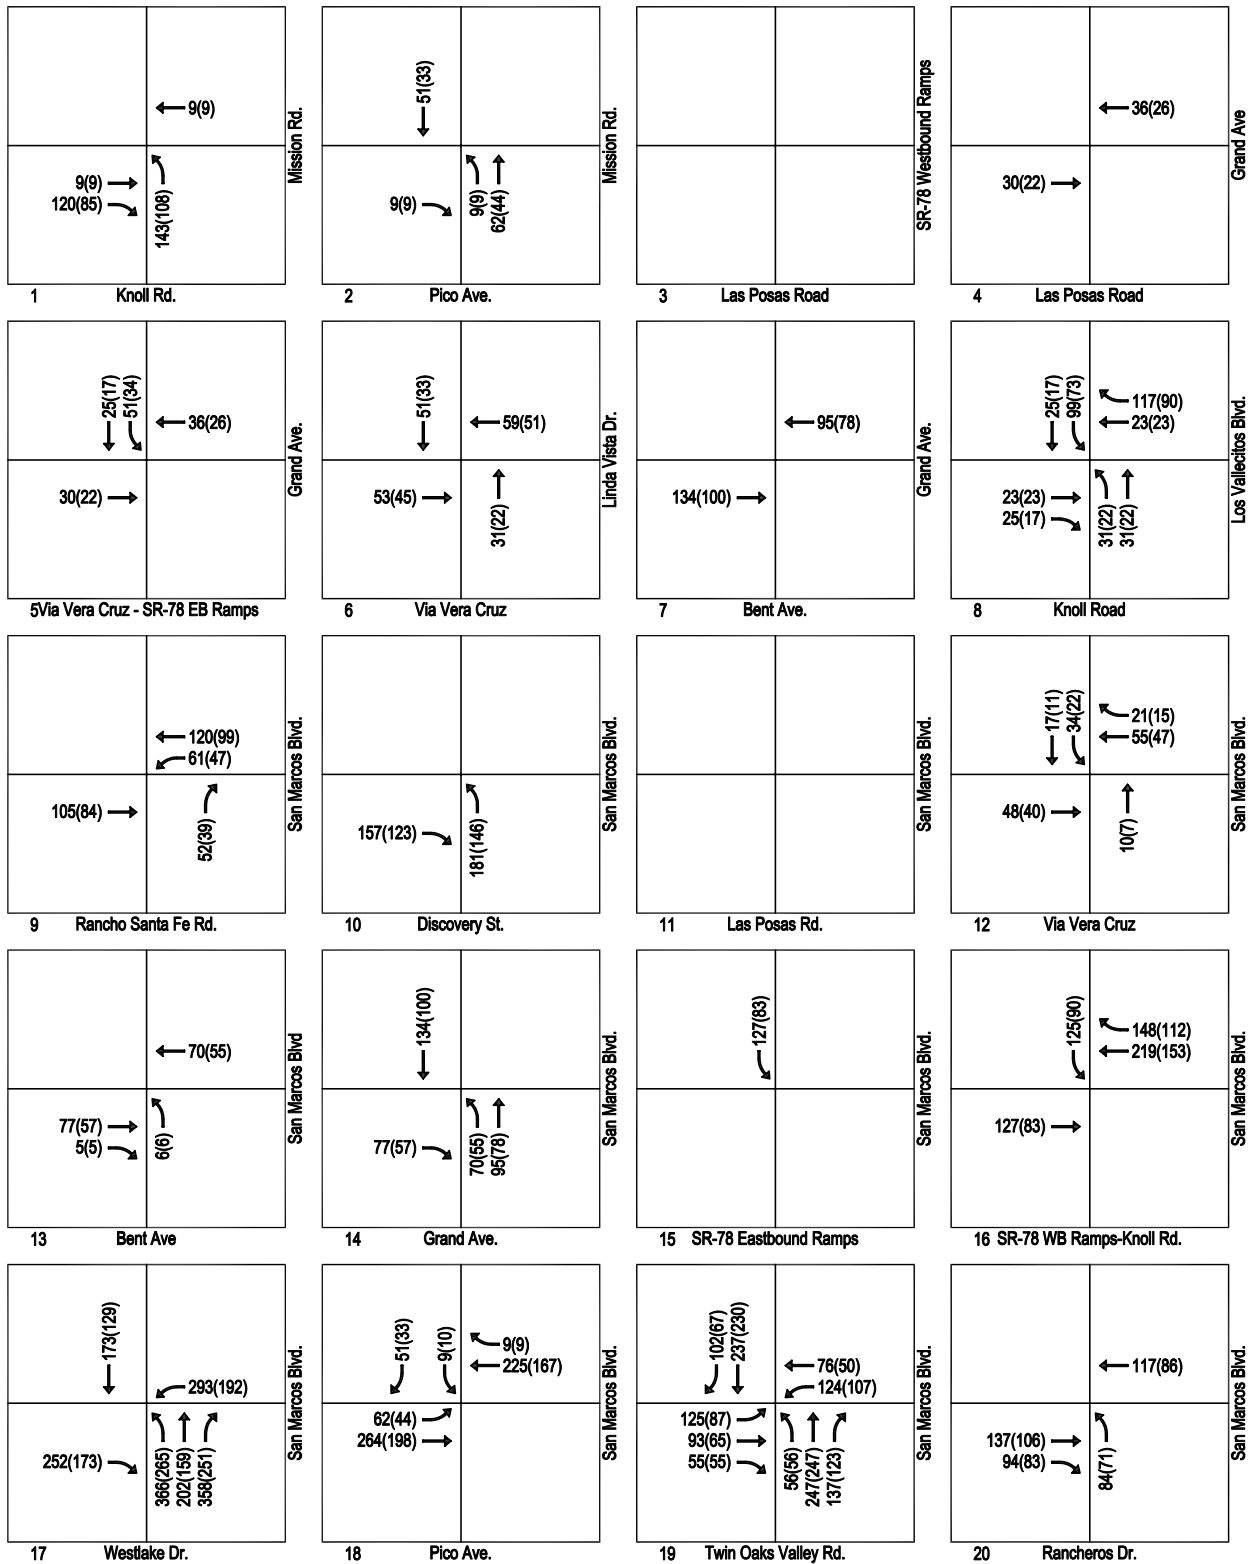 9(9)
9(9)
120(85)
143(108)
Mission Rd.
1 Knoll Rd.
51(33)
9(9)
9(9)
62(44)
Mission Rd.
2 Pico Ave.
SR-78 Westbound Ramps
3 Las Posas Road
36(26)
30(22)
Grand Ave
4 Las Posas Road
25(17)
51(34)
36(26)
30(22)
Grand Ave.
5Via Vera Cruz - SR-78 EB Ramps
51(33)
59(51)
53(45)
31(22)
Linda Vista Dr.
6 Via Vera Cruz
95(78)
134(100)
Grand Ave.
7 Bent Ave.
25(17)
99(73)
117(90)
23(23)
23(23)
25(17)
31(22)
31(22)
Los Vallecitos Blvd.
8 Knoll Road
120(99)
61(47)
105(84)
52(39)
San Marcos Blvd.
9 Rancho Santa Fe Rd.
157(123)
181(146)
San Marcos Blvd.
10 Discovery St.
San Marcos Blvd.
11 Las Posas Rd.
17(11)
34(22)
21(15)
55(47)
48(40)
10(7)
San Marcos Blvd.
12 Via Vera Cruz
70(55)
77(57)
5(5)
6(6)
San Marcos Blvd
13 Bent Ave
134(100)
77(57)
70(55)
95(78)
San Marcos Blvd.
14 Grand Ave.
127(83)
San Marcos Blvd.
15 SR-78 Eastbound Ramps
125(90)
148(112)
219(153)
127(83)
San Marcos Blvd.
16 SR-78 WB Ramps-Knoll Rd.
173(129)
293(192)
252(173)
366(265)
202(159)
358(251)
San Marcos Blvd.
17 Westlake Dr.
51(33)
9(10)
9(9)
225(167)
62(44)
264(198)
San Marcos Blvd.
18 Pico Ave.
102(67)
237(230)
76(50)
124(107)
125(87)
93(65)
55(55)
56(56)
247(247)
137(123)
San Marcos Blvd.
19 Twin Oaks Valley Rd.
117(86)
137(106)
94(83)
84(71)
San Marcos Blvd.
20 Rancheros Dr.